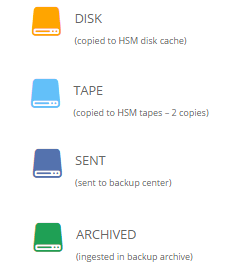 DISK
(copied to HSM disk cache)
TAPE
(copied to HSM tapes – 2 copies)
SENT
(sent to backup center)
ARCHIVED
(ingested in backup archive)